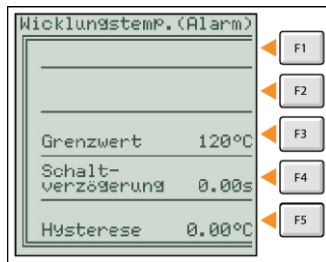 Wicklungstemp.(Alarm)
F1
F2
Grenzwert 120°C
F3
Schalt-
verzögerung 0.00s
F4
Hysterese 0.00°C
F5